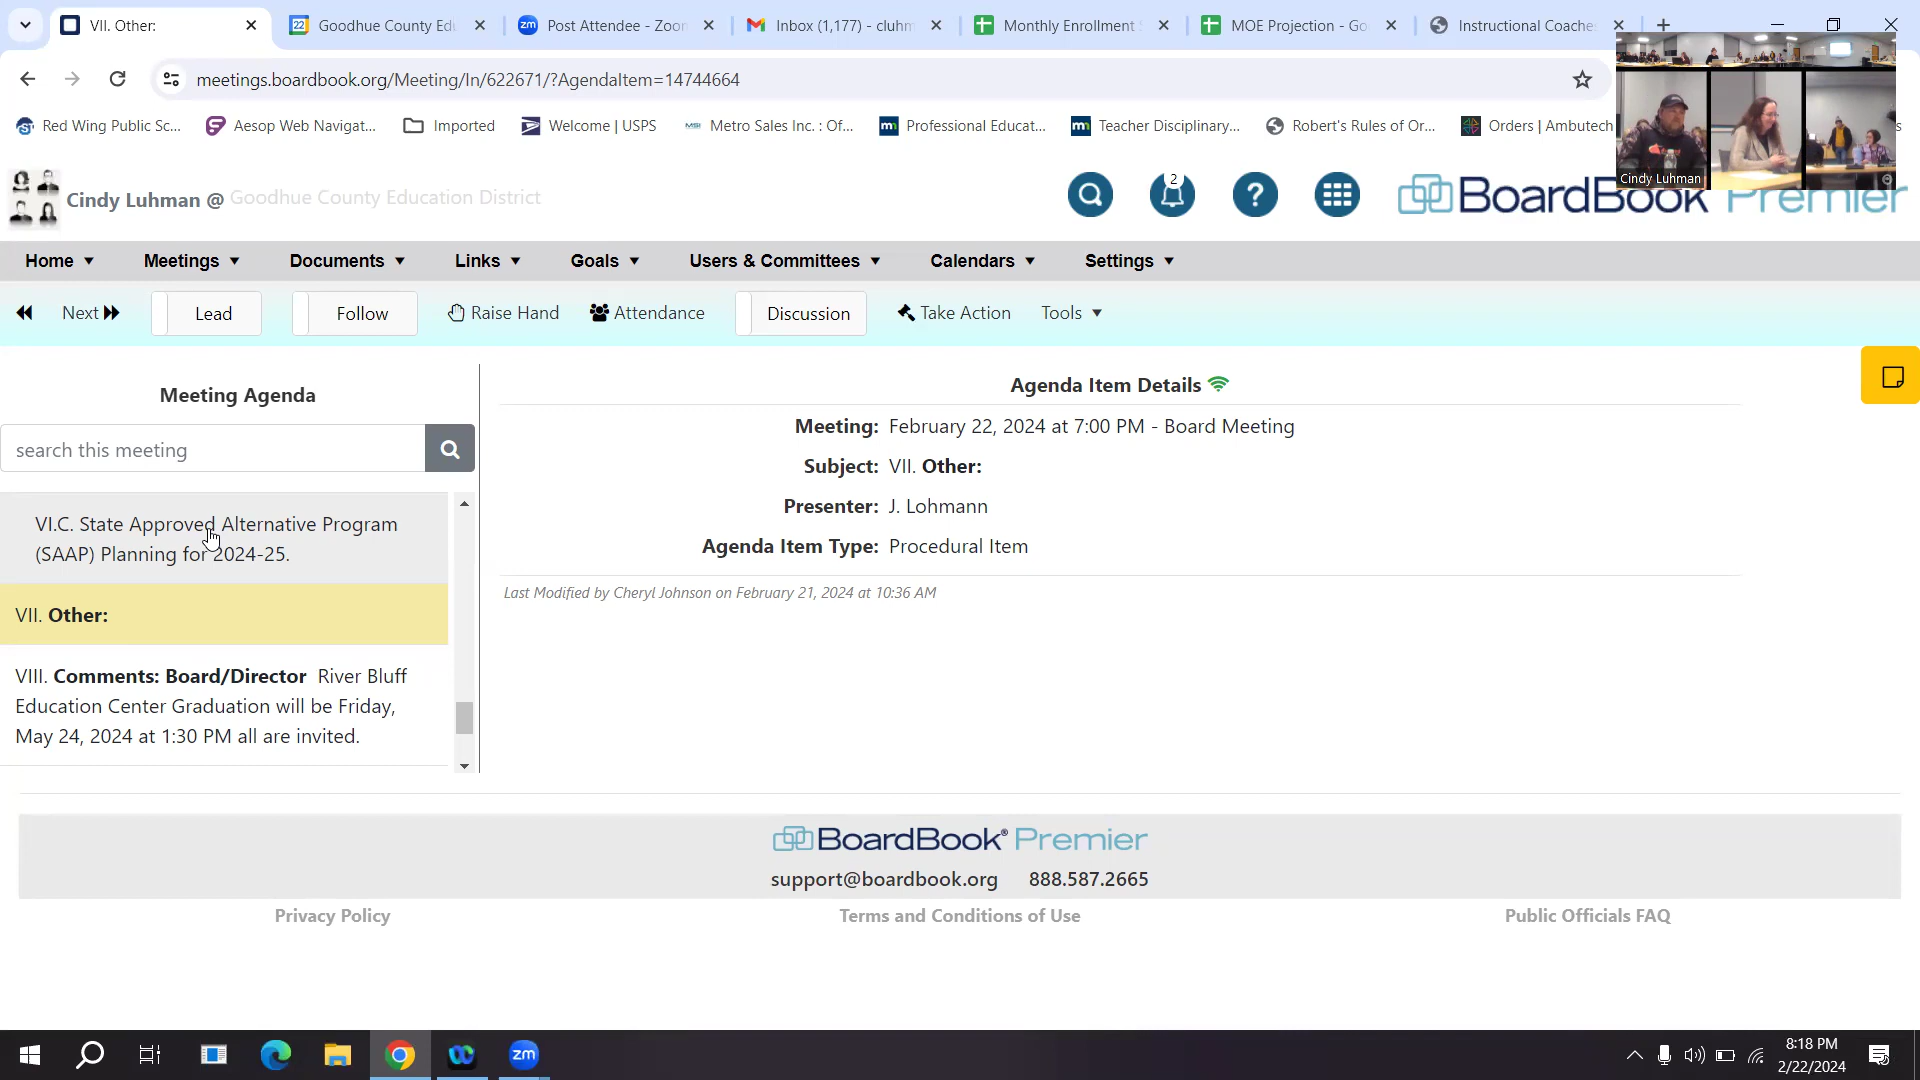 VII. Other:
Goodhue County Ed
Post Attendee - Zoom
Inbox (1,177) - cluhm
Monthly Enrollment S
MOE Projection - Go
Instructional Coache
meetings.boardbook.org/Meeting/In/622671/?AgendaItem=14744664
Red Wing Public Sc...
Aesop Web Navigat...
Imported
Welcome | USPS
Metro Sales Inc. : Of...
Professional Educat...
Teacher Disciplinary...
Robert's Rules of Or...
Orders | Ambutech
Cindy Luhman
Cindy Luhman @ Goodhue County Education District
2
BoardBook Premier
Home
Meetings
Documents
Links
Goals
Users & Committees
Calendars
Settings
Next
Lead
Follow
Raise Hand
Attendance
Discussion
Take Action
Tools
Meeting Agenda
search this meeting
VI.C. State Approved Alternative Program
(SAAP) Planning for 2024-25.
VII. Other:
VIII. Comments: Board/Director River Bluff
Education Center Graduation will be Friday,
May 24, 2024 at 1:30 PM all are invited.
Agenda Item Details
Meeting: February 22, 2024 at 7:00 PM - Board Meeting
Subject: VII. Other:
Presenter: J. Lohmann
Agenda Item Type: Procedural Item
Last Modified by Cheryl Johnson on February 21, 2024 at 10:36 AM
BoardBook® Premier
support@boardbook.org 888.587.2665
Privacy Policy
Terms and Conditions of Use
Public Officials FAQ
zm
8:18 PM
2/22/2024